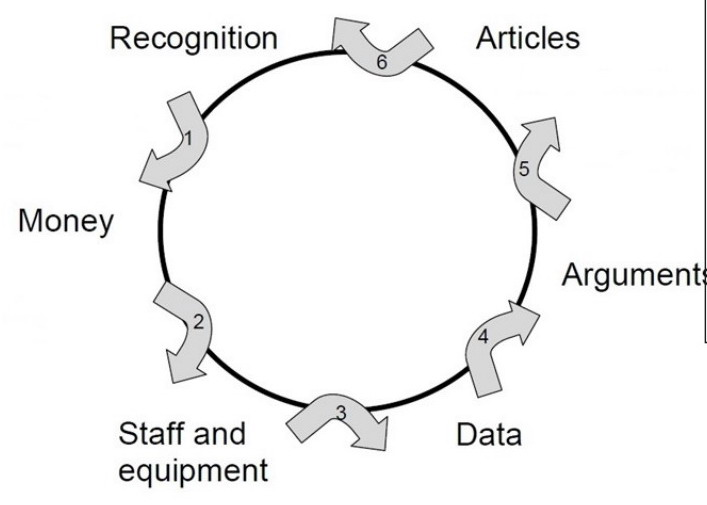 Recognition
Articles
6
1
5
Money
Arguments
2
4
3
Staff and
equipment
Data